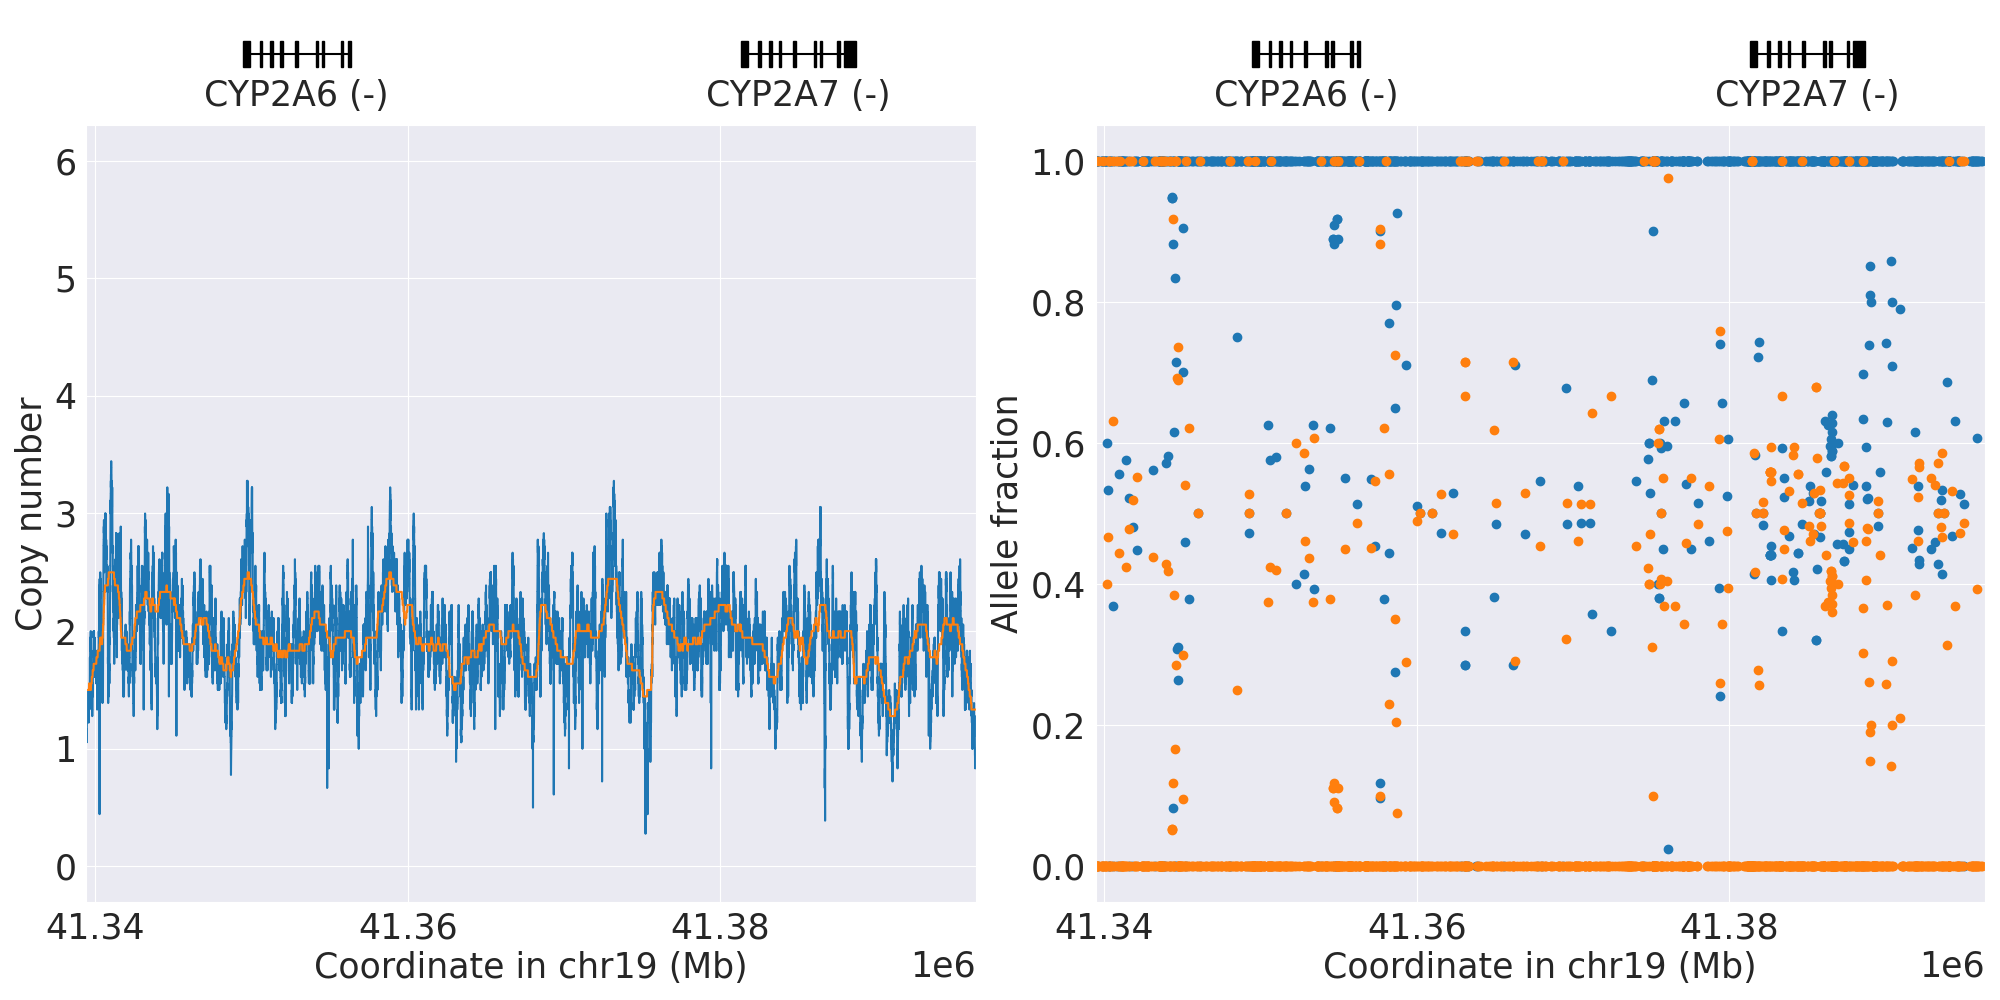 CYP2A6 (-)
CYP2A7 (-)
6
5
4
3
2
1
0
Copy number
41.34
41.36
41.38
Coordinate in chr19 (Mb)
1e6
CYP2A6 (-)
CYP2A7 (-)
1.0
0.8
0.6
0.4
0.2
0.0
Allele fraction
41.34
41.36
41.38
Coordinate in chr19 (Mb)
1e6